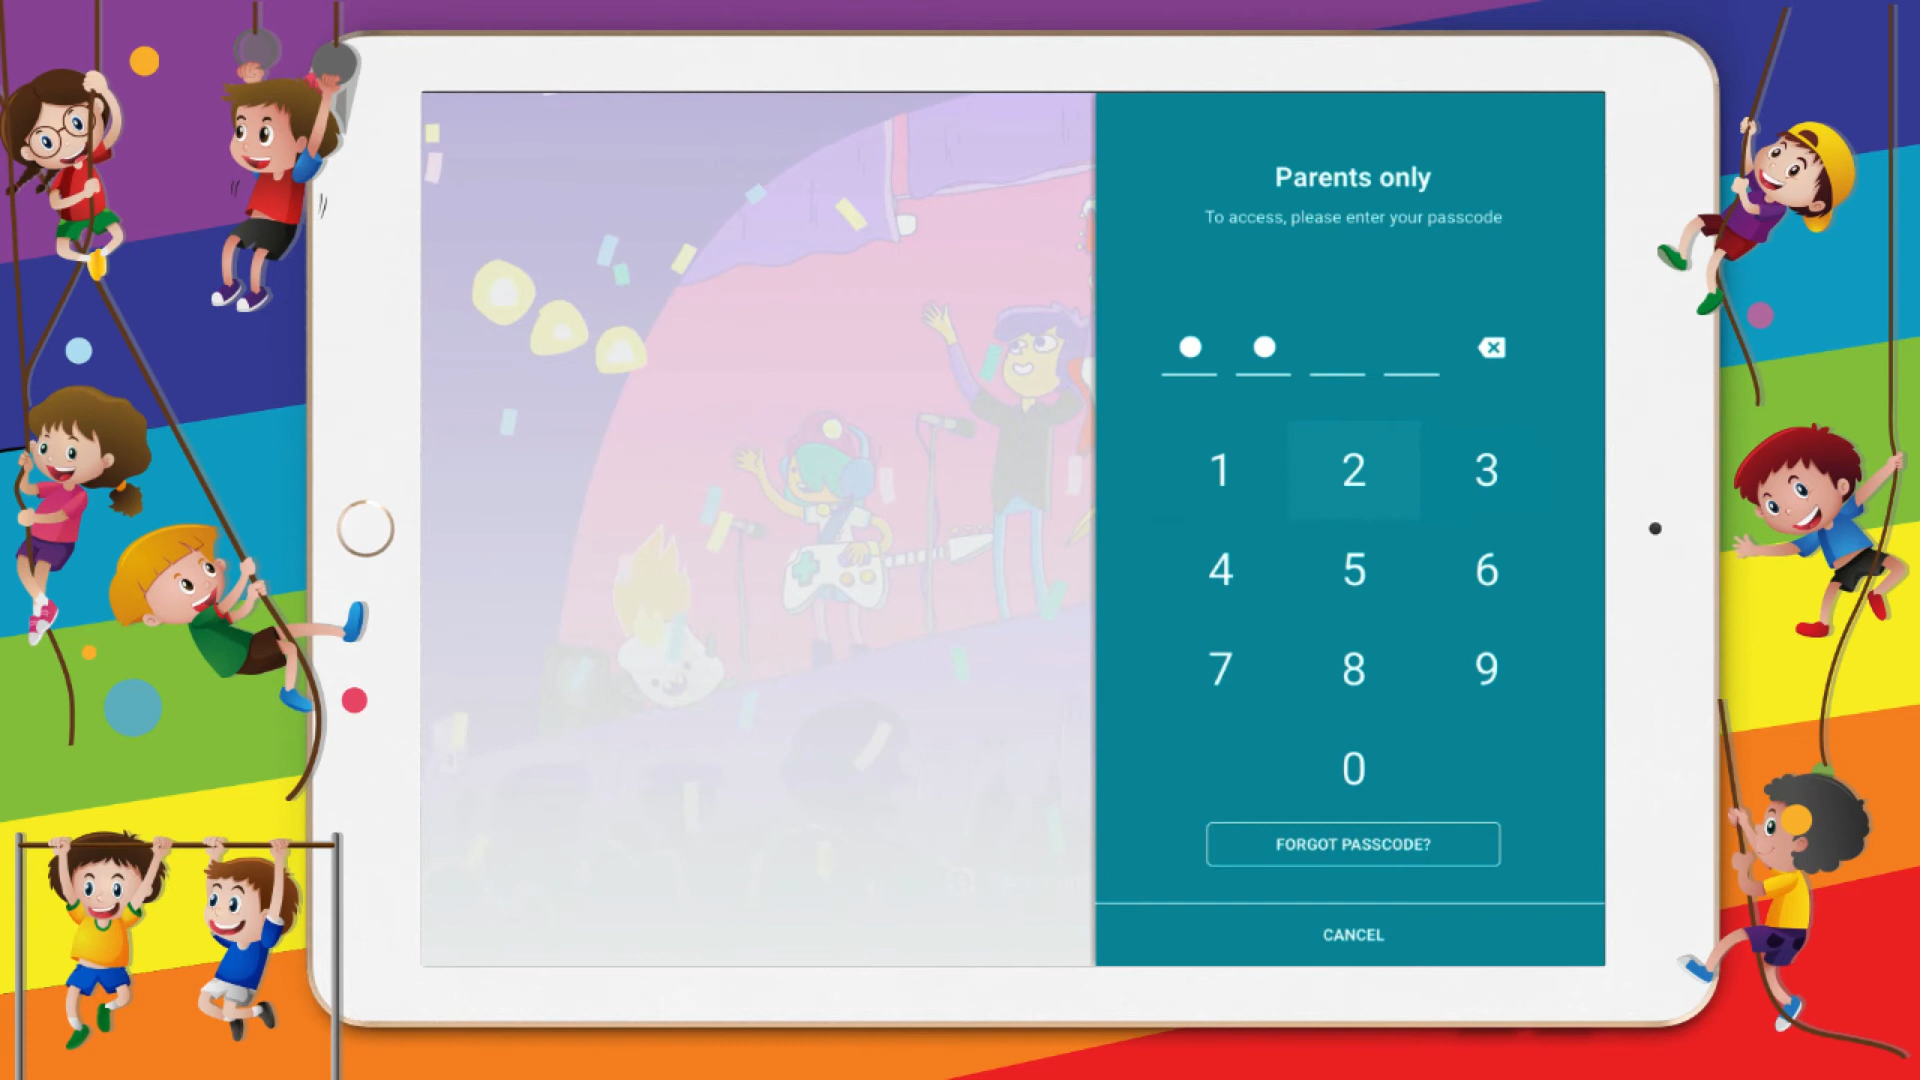 Parents only
To access, please enter your passcode
1 2 3
4 5 6
7 8 9
0
FORGOT PASSCODE?
CANCEL